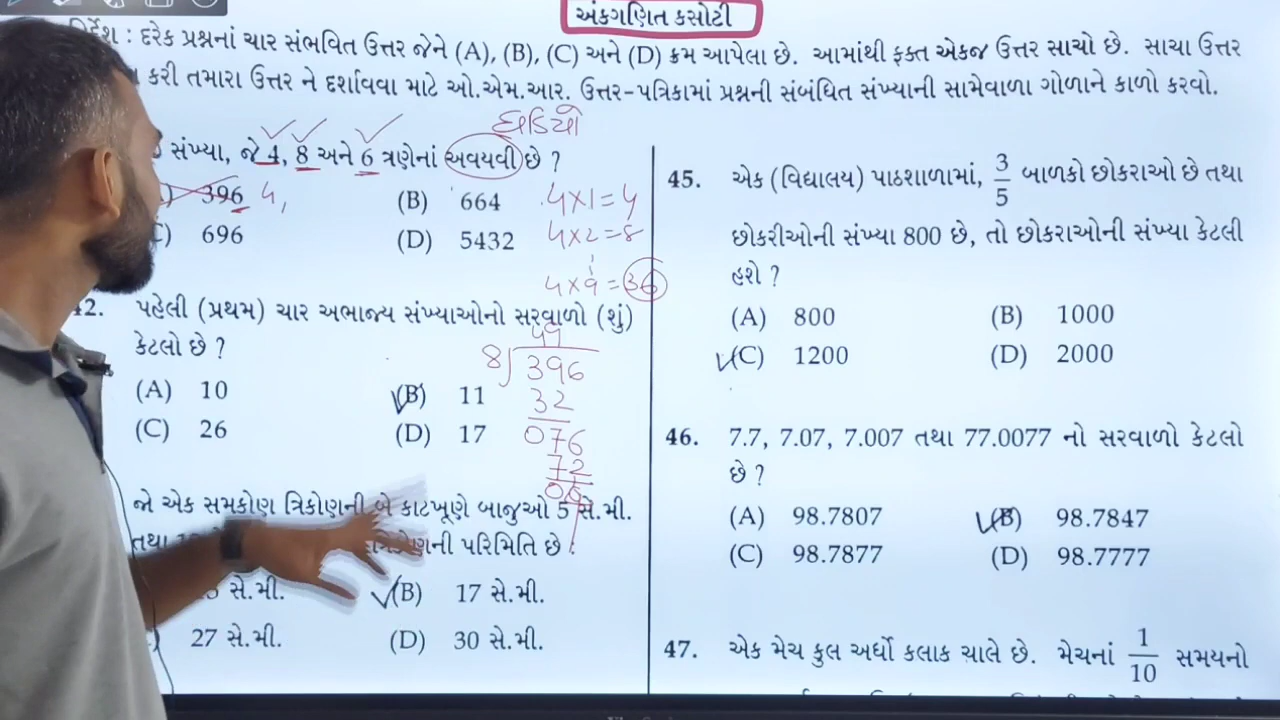 અંકગણિત કસોટી
નિર્દેશ : દરેક પ્રશ્નનાં ચાર સંભવિત ઉત્તર જેને (A), (B), (C) અને (D) ક્રમ આપેલા છે. આમાંથી ફક્ત એકજ ઉત્તર સાચો છે. સાચા ઉત્તર
કરી તમારા ઉત્તર ને દર્શાવવા માટે ઓ.એમ.આર. ઉત્તર-પત્રિકામાં પ્રશ્નની સંબંધિત સંખ્યાની સામેવાળા ગોળાને કાળો કરવો.
ઘડિયો
સંખ્યા, જે 4, 8 અને 6 ત્રણેનાં અવયવી છે ?
396 4,
(B) 664
696
(D) 5432
4×1=4
4×2=8
4×9=36
42. પહેલી (પ્રથમ) ચાર અભાજ્ય સંખ્યાઓનો સરવાળો (શું)
કેટલો છે ?
(A) 10
(B) 11
(C) 26
(D) 17
49
8) 396
32
076
72
04
જો એક સમકોણ ત્રિકોણની બે કાટખૂણે બાજુઓ 5 સે.મી.
તથા
ત્રિકોણની પરિમિતિ છે :
સે.મી.
(B) 17 સે.મી.
27 સે.મી.
(D) 30 સે.મી.
45. એક (વિદ્યાલય) પાઠશાળામાં, 3/5 બાળકો છોકરાઓ છે તથા
છોકરીઓની સંખ્યા 800 છે, તો છોકરાઓની સંખ્યા કેટલી
હશે ?
(A) 800
(B) 1000
(C) 1200
(D) 2000
46. 7.7, 7.07, 7.007 તથા 77.0077 નો સરવાળો કેટલો
છે ?
(A) 98.7807
(B) 98.7847
(C) 98.7877
(D) 98.7777
47. એક મેચ કુલ અર્ધો કલાક ચાલે છે. મેચનાં 1/10 સમયનો